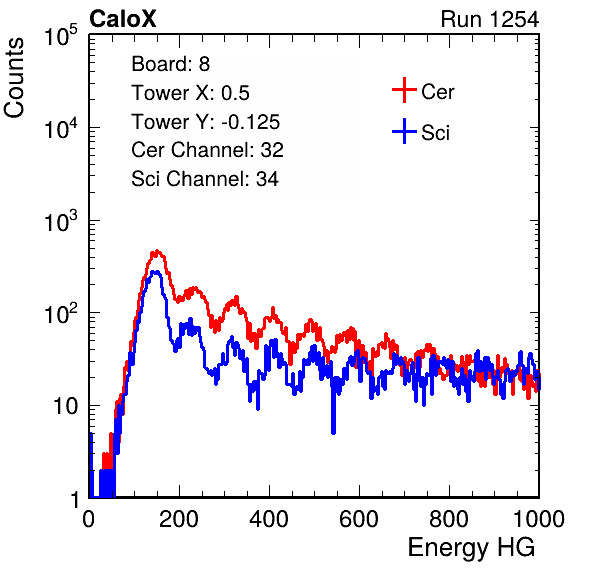 CaloX Run 1254
Counts
Board: 8
Tower X: 0.5
Tower Y: -0.125
Cer Channel: 32
Sci Channel: 34
Cer
Sci
10^5
10^4
10^3
10^2
10
1
0 200 400 600 800 1000
Energy HG